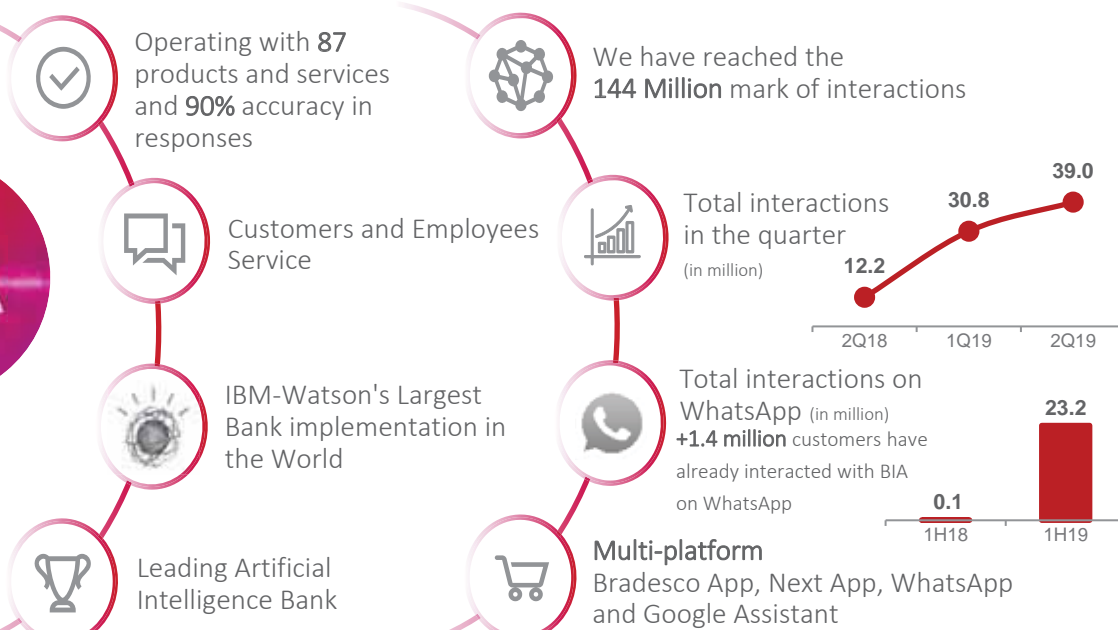 Operating with 87
products and services
and 90% accuracy in
responses
Customers and Employees
Service
IBM-Watson's Largest
Bank implementation in
the World
Leading Artificial
Intelligence Bank
We have reached the
144 Million mark of interactions
Total interactions
in the quarter
(in million)
12.2
30.8
39.0
2Q18
1Q19
2Q19
Total interactions on
WhatsApp (in million)
+1.4 million customers have
already interacted with BIA
on WhatsApp
0.1
23.2
1H18
1H19
Multi-platform
Bradesco App, Next App, WhatsApp
and Google Assistant